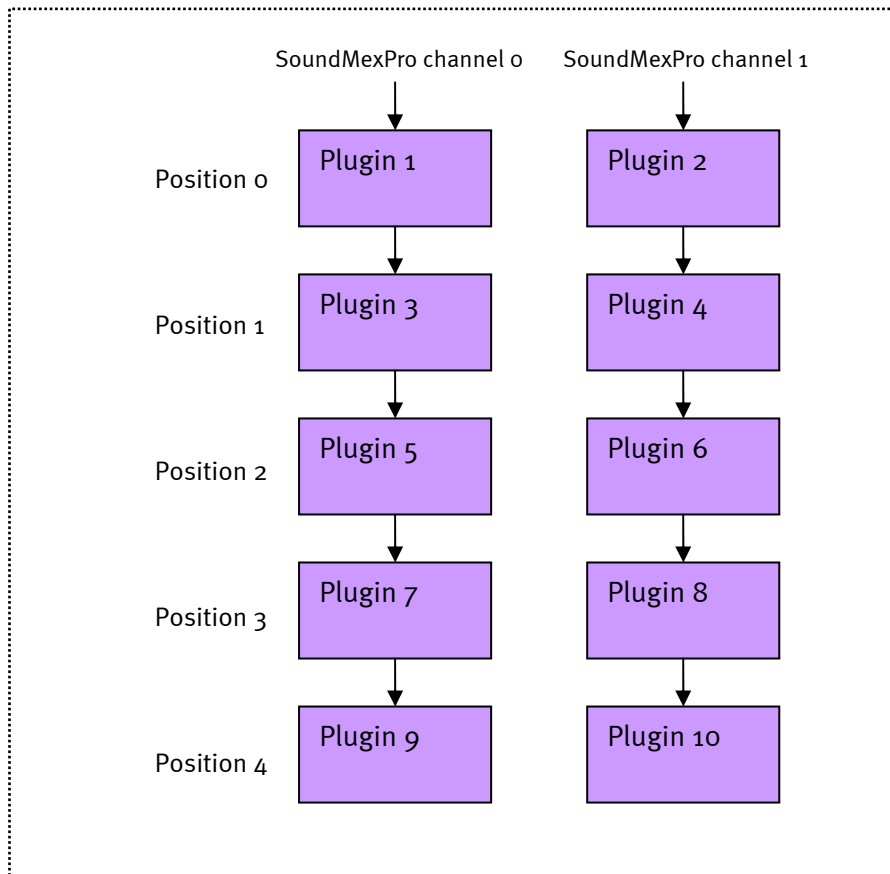 SoundMexPro channel 0 SoundMexPro channel 1
Position 0 Plugin 1 Plugin 2
Position 1 Plugin 3 Plugin 4
Position 2 Plugin 5 Plugin 6
Position 3 Plugin 7 Plugin 8
Position 4 Plugin 9 Plugin 10